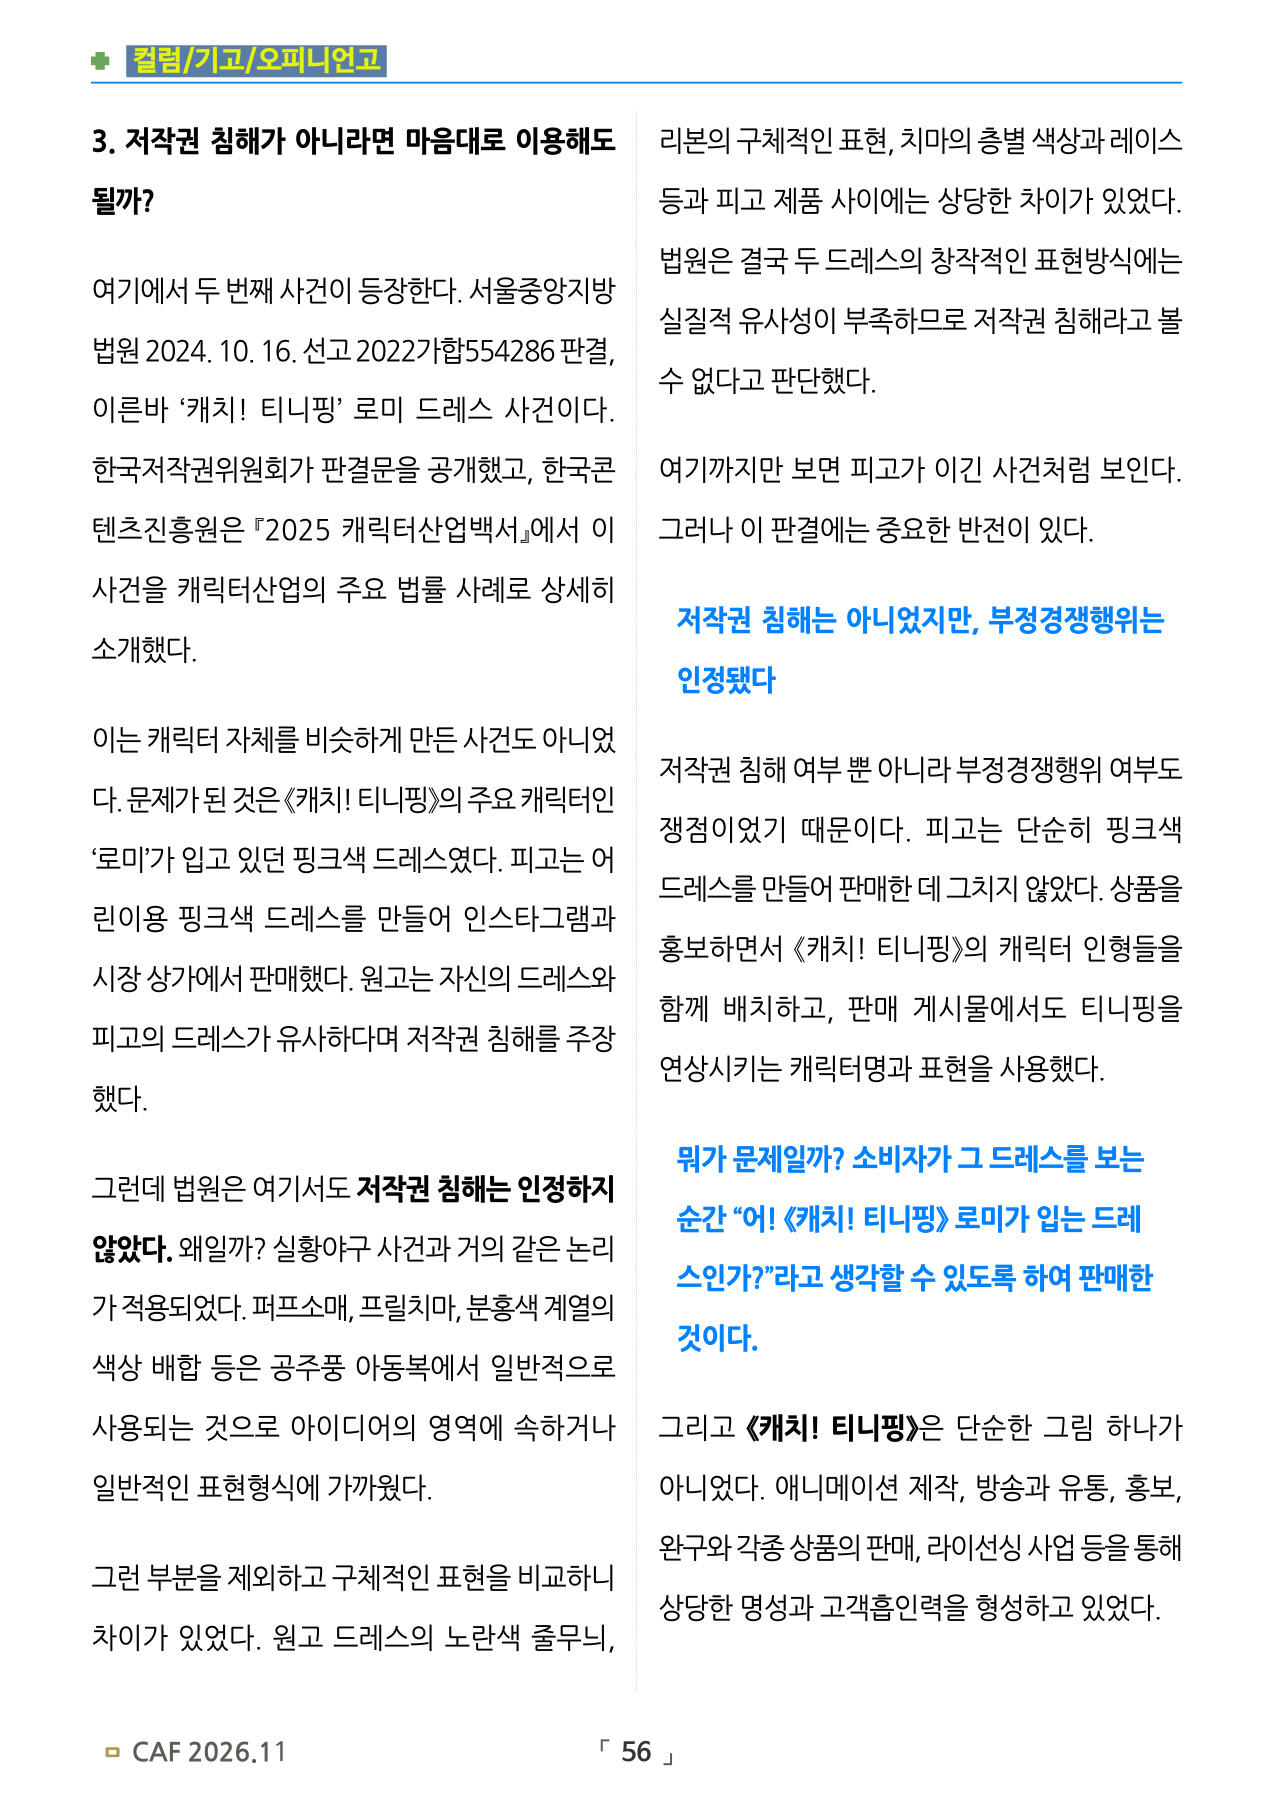 컬럼/기고/오피니언고
3. 저작권 침해가 아니라면 마음대로 이용해도
될까?
여기에서 두 번째 사건이 등장한다. 서울중앙지방
법원 2024. 10. 16. 선고 2022가합554286 판결,
이른바 ‘캐치! 티니핑’ 로미 드레스 사건이다.
한국저작권위원회가 판결문을 공개했고, 한국콘
텐츠진흥원은 『2025 캐릭터산업백서』에서 이
사건을 캐릭터산업의 주요 법률 사례로 상세히
소개했다.
이는 캐릭터 자체를 비슷하게 만든 사건도 아니었
다. 문제가 된 것은 《캐치! 티니핑》의 주요 캐릭터인
‘로미’가 입고 있던 핑크색 드레스였다. 피고는 어
린이용 핑크색 드레스를 만들어 인스타그램과
시장 상가에서 판매했다. 원고는 자신의 드레스와
피고의 드레스가 유사하다며 저작권 침해를 주장
했다.
그런데 법원은 여기서도 저작권 침해는 인정하지
않았다. 왜일까? 실황야구 사건과 거의 같은 논리
가 적용되었다. 퍼프소매, 프릴치마, 분홍색 계열의
색상 배합 등은 공주풍 아동복에서 일반적으로
사용되는 것으로 아이디어의 영역에 속하거나
일반적인 표현형식에 가까웠다.
그런 부분을 제외하고 구체적인 표현을 비교하니
차이가 있었다. 원고 드레스의 노란색 줄무늬,
리본의 구체적인 표현, 치마의 층별 색상과 레이스
등과 피고 제품 사이에는 상당한 차이가 있었다.
법원은 결국 두 드레스의 창작적인 표현방식에는
실질적 유사성이 부족하므로 저작권 침해라고 볼
수 없다고 판단했다.
여기까지만 보면 피고가 이긴 사건처럼 보인다.
그러나 이 판결에는 중요한 반전이 있다.
저작권 침해는 아니었지만, 부정경쟁행위는
인정됐다
저작권 침해 여부 뿐 아니라 부정경쟁행위 여부도
쟁점이었기 때문이다. 피고는 단순히 핑크색
드레스를 만들어 판매한 데 그치지 않았다. 상품을
홍보하면서 《캐치! 티니핑》의 캐릭터 인형들을
함께 배치하고, 판매 게시물에서도 티니핑을
연상시키는 캐릭터명과 표현을 사용했다.
뭐가 문제일까? 소비자가 그 드레스를 보는
순간 “어! 《캐치! 티니핑》 로미가 입는 드레
스인가?”라고 생각할 수 있도록 하여 판매한
것이다.
그리고 《캐치! 티니핑》은 단순한 그림 하나가
아니었다. 애니메이션 제작, 방송과 유통, 홍보,
완구와 각종 상품의 판매, 라이선싱 사업 등을 통해
상당한 명성과 고객흡인력을 형성하고 있었다.
CAF 2026.11
「 56 」